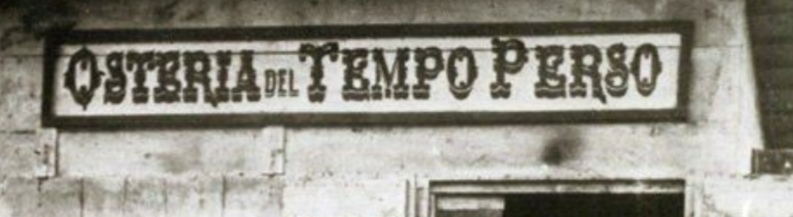 OSTERIA DEL TEMPO PERSO